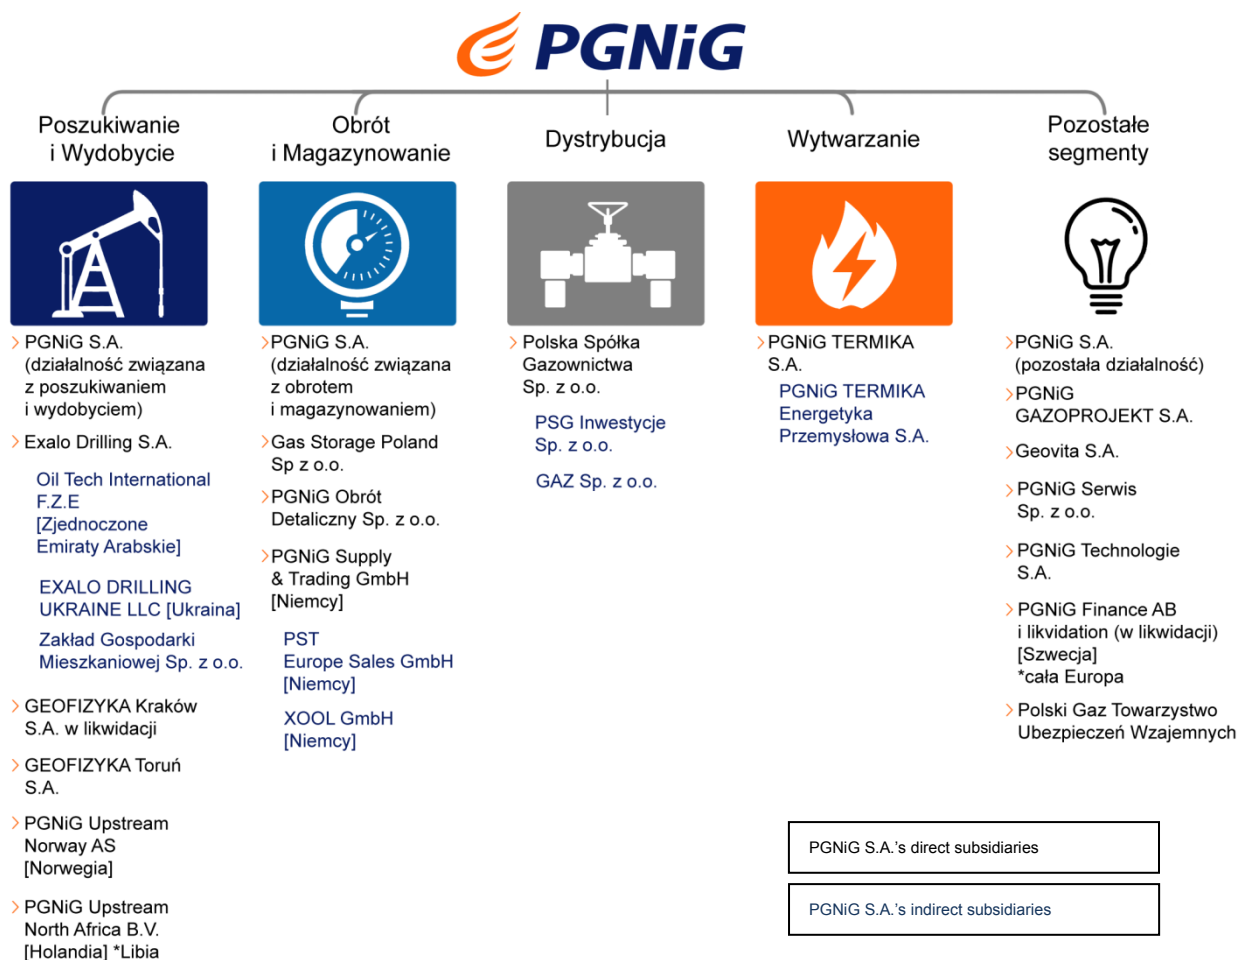 PGNiG
Poszukiwanie
i Wydobycie
PGNiG S.A.
(działalność związana
z poszukiwaniem
i wydobyciem)
Exalo Drilling S.A.
Oil Tech International
F.Z.E
[Zjednoczone
Emiraty Arabskie]
EXALO DRILLING
UKRAINE LLC [Ukraina]
Zakład Gospodarki
Mieszkaniowej Sp. z o.o.
GEOFIZYKA Kraków
S.A. w likwidacji
GEOFIZYKA Toruń
S.A.
PGNiG Upstream
Norway AS
[Norwegia]
PGNiG Upstream
North Africa B.V.
[Holandia] *Libia
Obrót
i Magazynowanie
PGNiG S.A.
(działalność związana
z obrotem
i magazynowaniem)
Gas Storage Poland
Sp z o.o.
PGNiG Obrót
Detaliczny Sp. z o.o.
PGNiG Supply
& Trading GmbH
[Niemcy]
PST
Europe Sales GmbH
[Niemcy]
XOOL GmbH
[Niemcy]
Dystrybucja
Polska Spółka
Gazownictwa
Sp. z o.o.
PSG Inwestycje
Sp. z o.o.
GAZ Sp. z o.o.
Wytwarzanie
PGNiG TERMIKA
S.A.
PGNiG TERMIKA
Energetyka
Przemysłowa S.A.
Pozostałe
segmenty
PGNiG S.A.
(pozostała działalność)
PGNiG
GAZOPROJEKT S.A.
Geovita S.A.
PGNiG Serwis
Sp. z o.o.
PGNiG Technologie
S.A.
PGNiG Finance AB
i likvidation (w likwidacji)
[Szwecja]
*cała Europa
Polski Gaz Towarzystwo
Ubezpieczeń Wzajemnych
PGNiG S.A.'s direct subsidiaries
PGNiG S.A.'s indirect subsidiaries